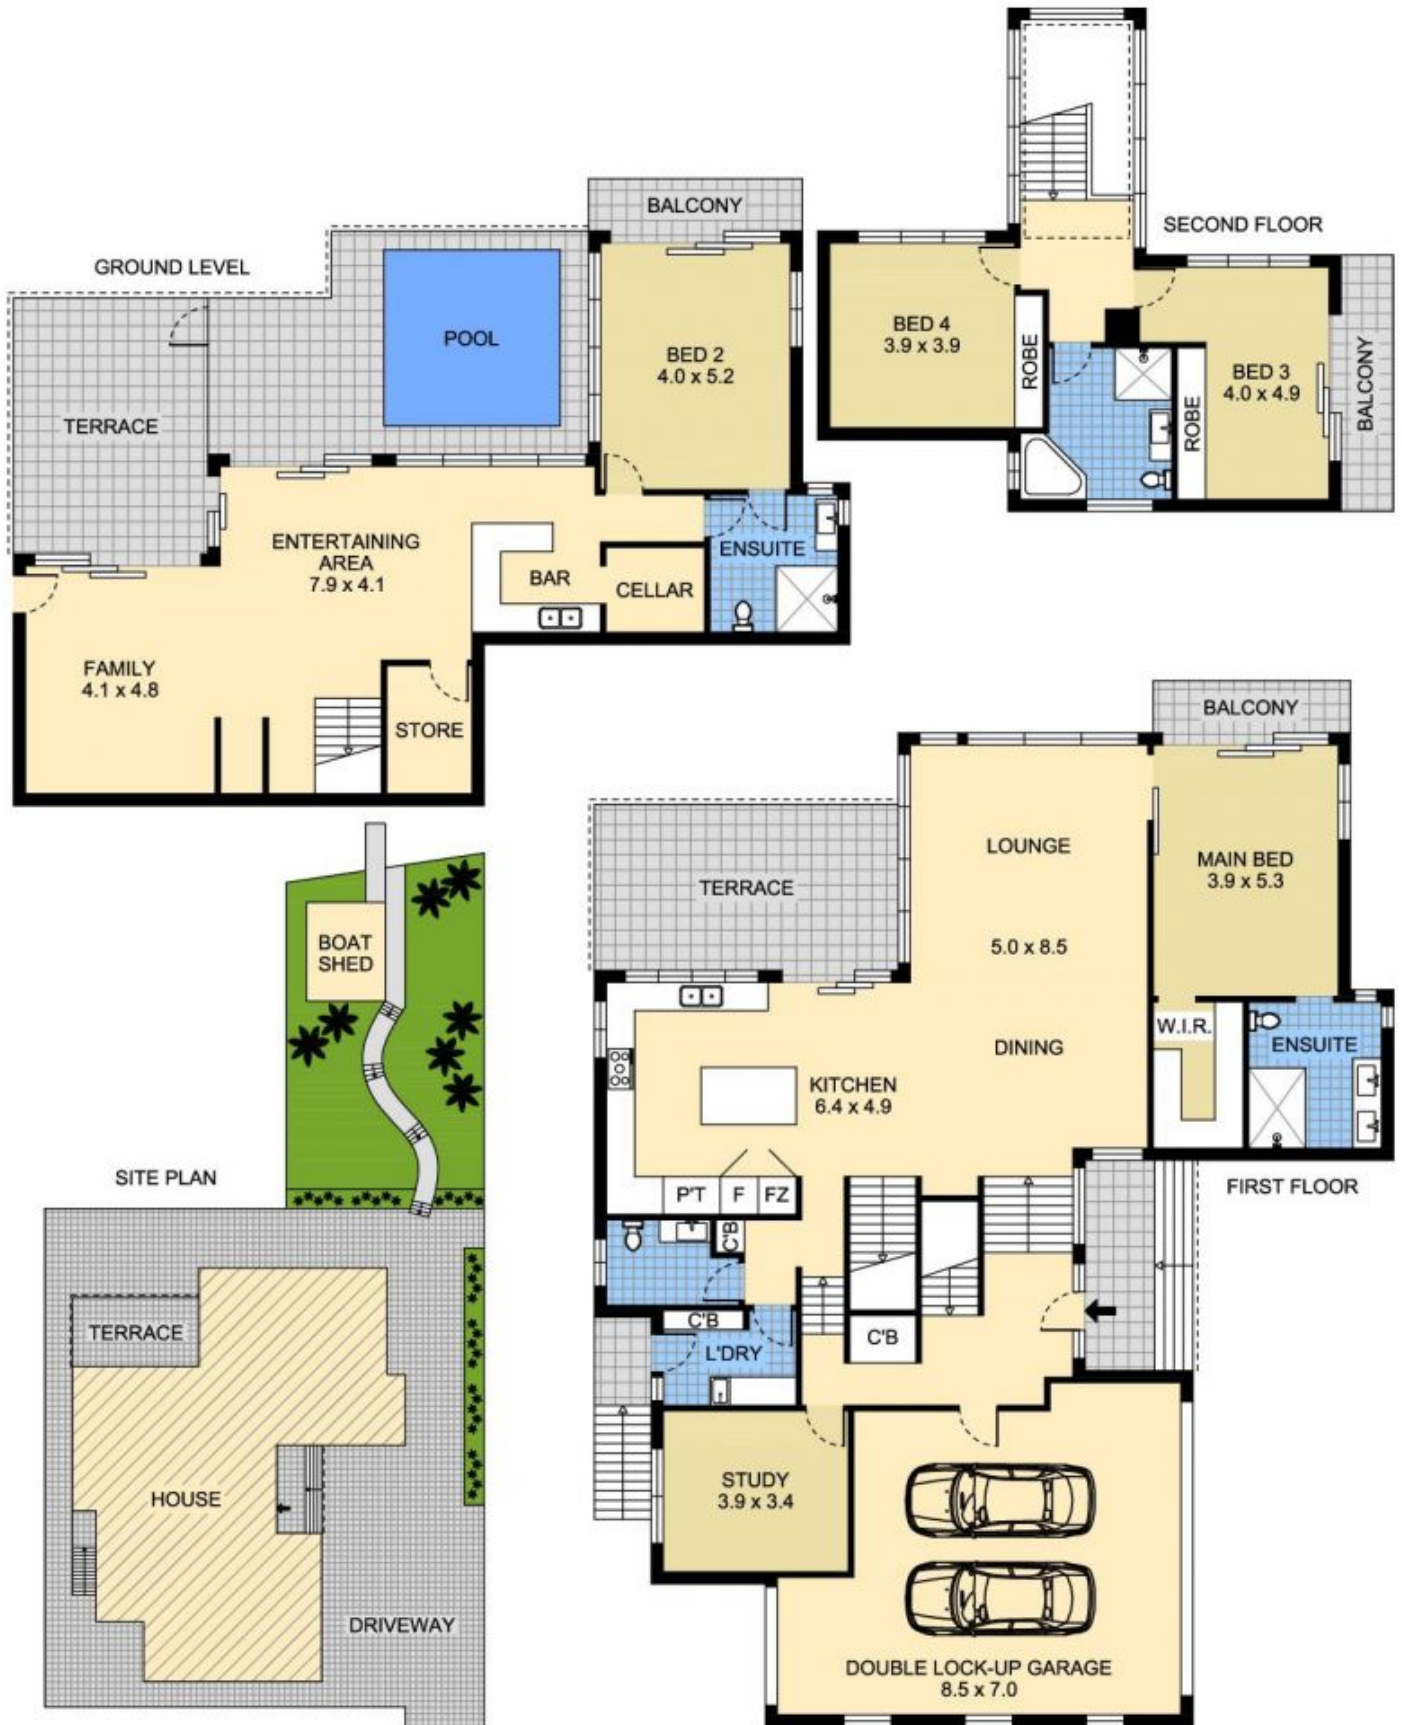 GROUND LEVEL
BALCONY
POOL
BED 2
4.0 x 5.2
TERRACE
ENTERTAINING
AREA
7.9 x 4.1
BAR
CELLAR
ENSUITE
FAMILY
4.1 x 4.8
STORE
SECOND FLOOR
BED 4
3.9 x 3.9
ROBE
ROBE
BED 3
4.0 x 4.9
BALCONY
SITE PLAN
BOAT
SHED
TERRACE
HOUSE
DRIVEWAY
FIRST FLOOR
BALCONY
LOUNGE
MAIN BED
3.9 x 5.3
TERRACE
5.0 x 8.5
DINING
W.I.R.
ENSUITE
KITCHEN
6.4 x 4.9
P'T
F
FZ
C'B
C'B
L'DRY
C'B
STUDY
3.9 x 3.4
DOUBLE LOCK-UP GARAGE
8.5 x 7.0